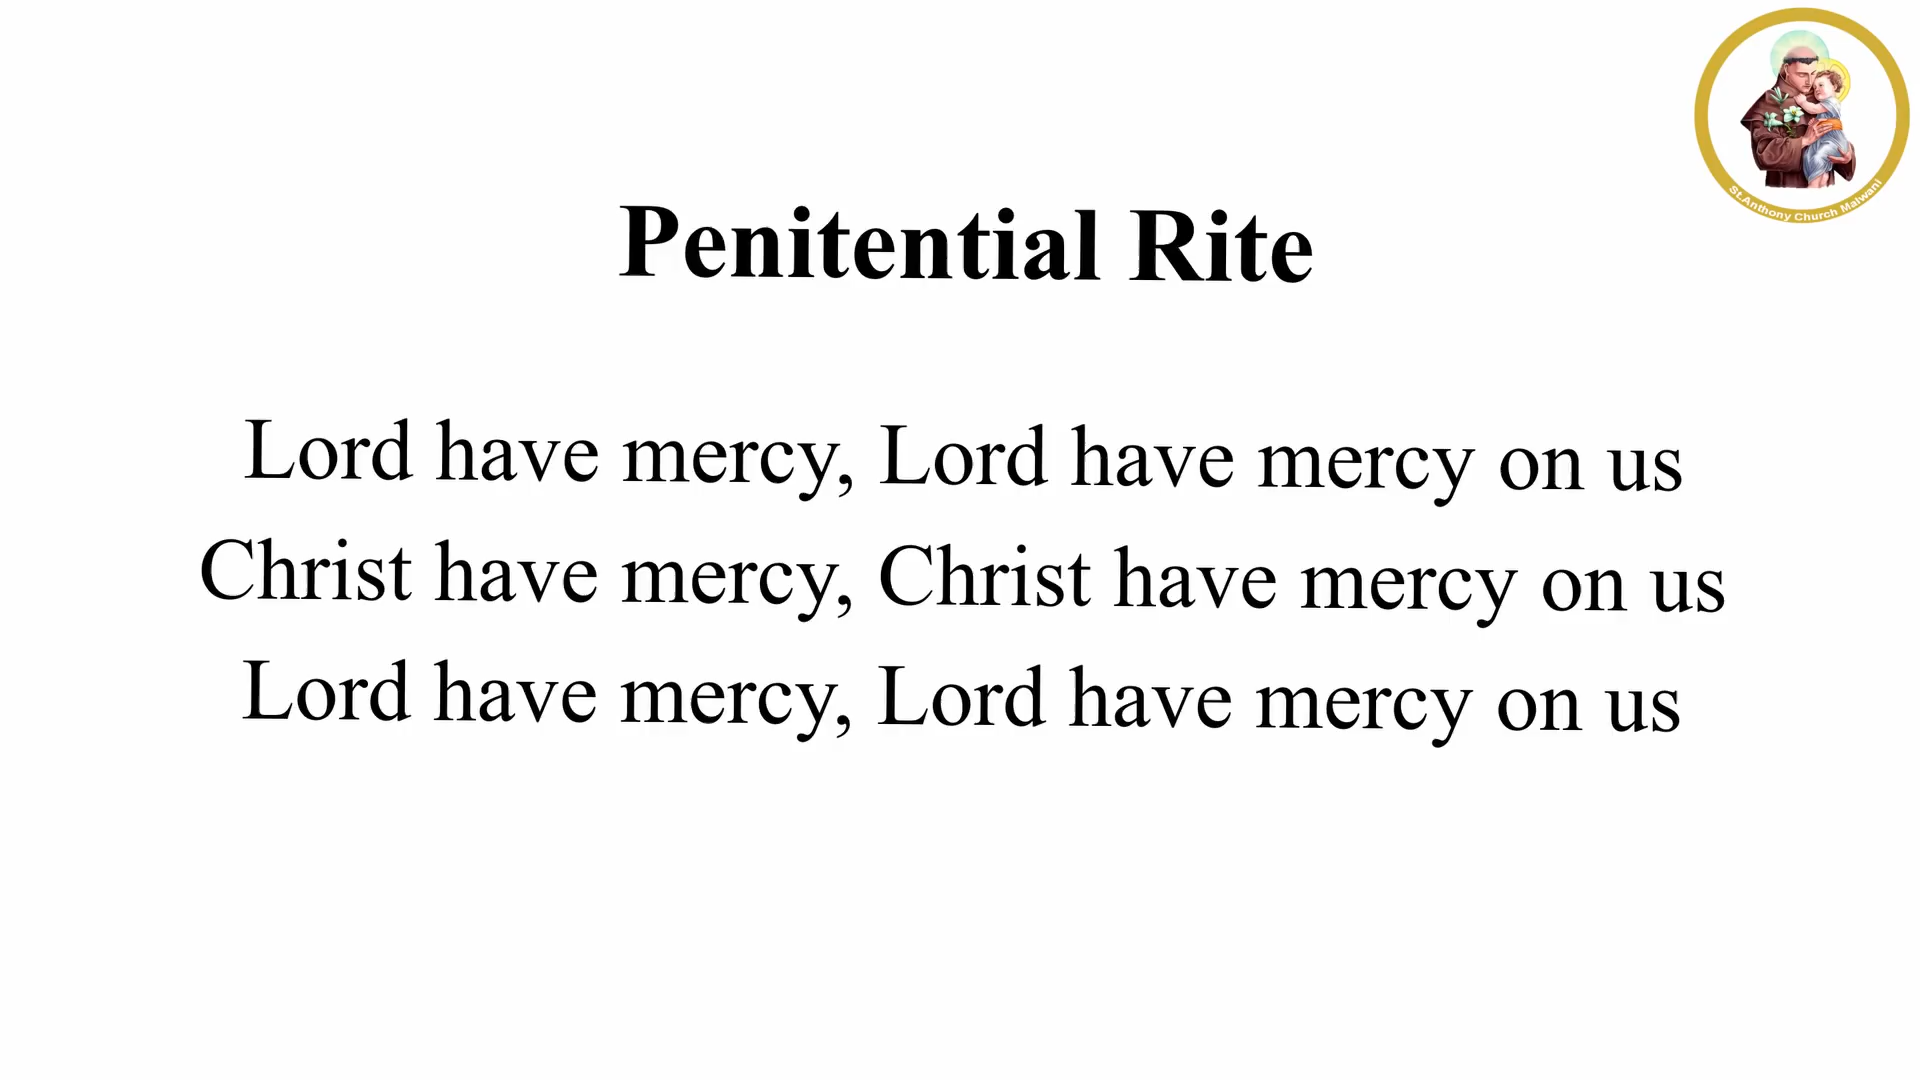 Penitential Rite
Lord have mercy, Lord have mercy on us
Christ have mercy, Christ have mercy on us
Lord have mercy, Lord have mercy on us
St.Anthony Church Malwani